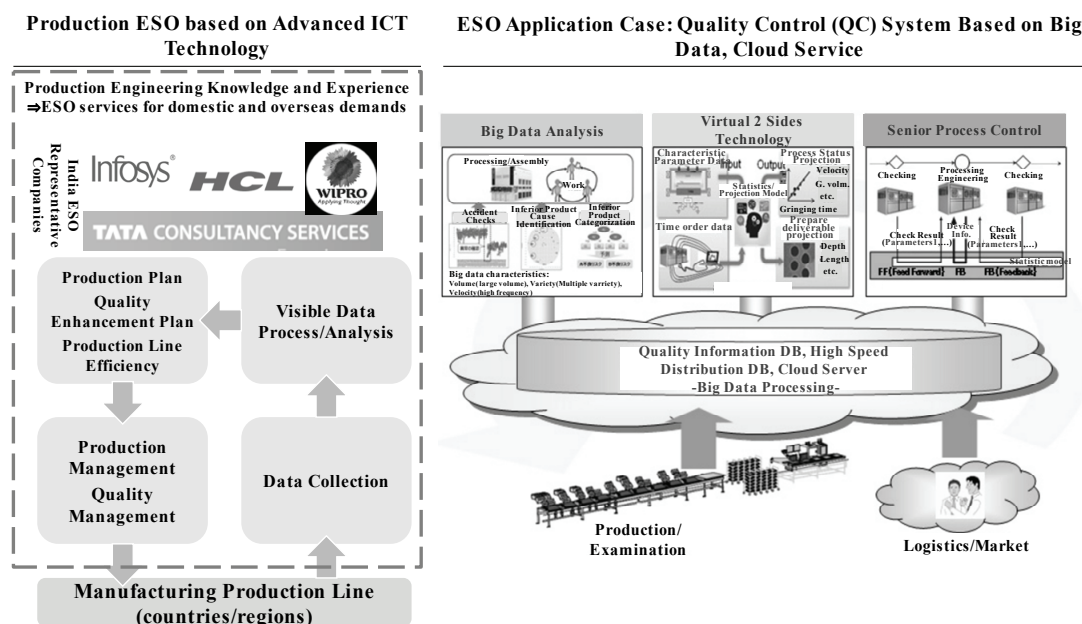 Production ESO based on Advanced ICT
Technology
Production Engineering Knowledge and Experience
⇒ESO services for domestic and overseas demands
India ESO
Representative
Companies
Infosys®
HCL
WIPRO
Applying Thought
TATA CONSULTANCY SERVICES
Production Plan
Quality
Enhancement Plan
Production Line
Efficiency
Visible Data
Process/Analysis
Production
Management
Quality
Management
Data Collection
Manufacturing Production Line
(countries/regions)
ESO Application Case: Quality Control (QC) System Based on Big
Data, Cloud Service
Big Data Analysis
Processing/Assembly
Work
Accident
Checks
Inferior Product
Cause
Identification
Inferior
Product
Categorization
Big data characteristics:
Volume(large volume), Variety(Multiple varriety),
Velocity(high frequency)
Virtual 2 Sides
Technology
Characteristic
Parameter Data
Input
Output
Process Status
Projection
Velocity
G. volm.
etc.
Gringing time
Statistics/
Projection Model
Time order data
Prepare
deliverable
projection
Depth
Length
etc.
Senior Process Control
Checking
Processing
Engineering
Checking
Check Result
(Parameters1,...)
Device
Info.
Check
Result
(Parameters1,...)
Statistic model
FF{Feed Forward}
FB
FB{Feedback}
Quality Information DB, High Speed
Distribution DB, Cloud Server
-Big Data Processing-
Production/
Examination
Logistics/Market